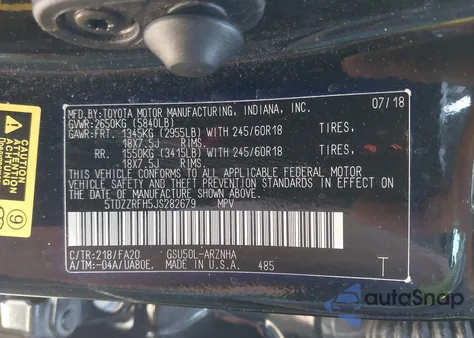 MFD.BY:TOYOTA MOTOR MANUFACTURING, INDIANA, INC. 07/18
GVWR:2650KG (5840LB)
GAWR:FRT. 1345KG (2955LB) WITH 245/60R18 TIRES,
18X7.5J RIMS.
RR. 1550KG (3415LB) WITH 245/60R18 TIRES,
18X7.5J RIMS.
THIS VEHICLE CONFORMS TO ALL APPLICABLE FEDERAL MOTOR
VEHICLE SAFETY AND THEFT PREVENTION STANDARDS IN EFFECT ON
THE DATE OF MANUFACTURE SHOWN ABOVE.
5TDZZRFH5JS282679 MPV
C/TR:218/FA20 GSU50L-ARZNHA
A/TM:-04A/UA80E. MADE IN U.S.A. 485 T
CAUTION
ACHTUNG
autoSnap